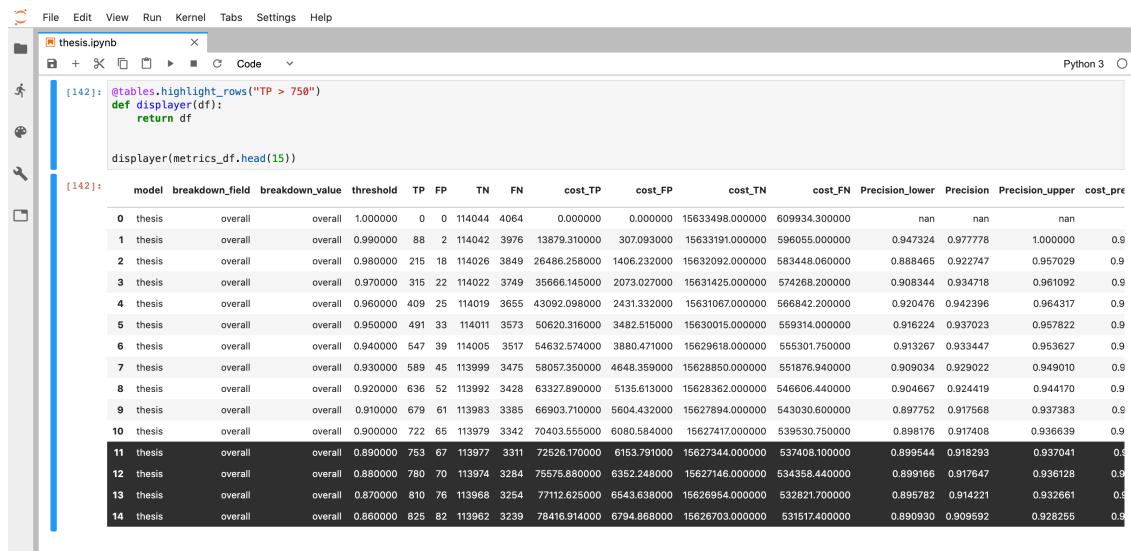 File Edit View Run Kernel Tabs Settings Help
thesis.ipynb
Code Python 3
[142]: @tables.highlight_rows("TP > 750")
def displayer(df):
return df
displayer(metrics_df.head(15))
[142]:
model breakdown_field breakdown_value threshold TP FP TN FN cost_TP cost_FP cost_TN cost_FN Precision_lower Precision Precision_upper cost_pre
0 thesis overall overall 1.000000 0 0 114044 4064 0.000000 0.000000 15633498.000000 609934.300000 nan nan nan
1 thesis overall overall 0.990000 88 2 114042 3976 13879.310000 307.093000 15633191.000000 596055.000000 0.947324 0.977778 1.000000 0.9
2 thesis overall overall 0.980000 215 18 114026 3849 26486.258000 1406.232000 15632092.000000 583448.060000 0.888465 0.922747 0.957029 0.9
3 thesis overall overall 0.970000 315 22 114022 3749 35666.145000 2073.027000 15631425.000000 574268.200000 0.908344 0.934718 0.961092 0.9
4 thesis overall overall 0.960000 409 25 114019 3655 43092.098000 2431.332000 15631067.000000 566842.200000 0.920476 0.942396 0.964317 0.9
5 thesis overall overall 0.950000 491 33 114011 3573 50620.316000 3482.515000 15630015.000000 559314.000000 0.916224 0.937023 0.957822 0.9
6 thesis overall overall 0.940000 547 39 114005 3517 54632.574000 3880.471000 15629618.000000 555301.750000 0.913267 0.933447 0.953627 0.9
7 thesis overall overall 0.930000 589 45 113999 3475 58057.350000 4648.359000 15628850.000000 551876.940000 0.909034 0.929022 0.949010 0.9
8 thesis overall overall 0.920000 636 52 113992 3428 63327.890000 5135.613000 15628362.000000 546606.440000 0.904667 0.924419 0.944170 0.9
9 thesis overall overall 0.910000 679 61 113983 3385 66903.710000 5604.432000 15627894.000000 543030.600000 0.897752 0.917568 0.937383 0.9
10 thesis overall overall 0.900000 722 65 113979 3342 70403.555000 6080.584000 15627417.000000 539530.750000 0.898176 0.917408 0.936639 0.9
11 thesis overall overall 0.890000 753 67 113977 3311 72526.170000 6153.791000 15627344.000000 537408.100000 0.899544 0.918293 0.937041 0.9
12 thesis overall overall 0.880000 780 70 113974 3284 75575.880000 6352.248000 15627146.000000 534358.440000 0.899166 0.917647 0.936128 0.9
13 thesis overall overall 0.870000 810 76 113968 3254 77112.625000 6543.638000 15626954.000000 532821.700000 0.895782 0.914221 0.932661 0.9
14 thesis overall overall 0.860000 825 82 113962 3239 78416.914000 6794.868000 15626703.000000 531517.400000 0.890930 0.909592 0.928255 0.9